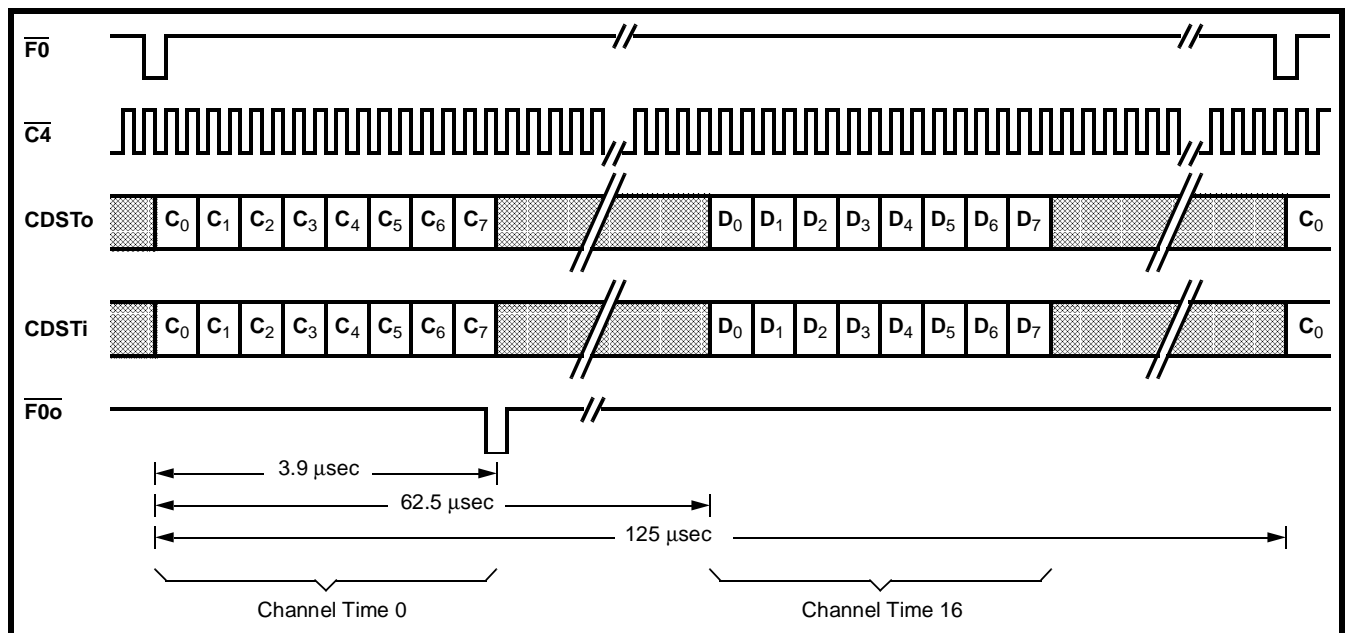 F0
C4
CDSTo C0 C1 C2 C3 C4 C5 C6 C7 D0 D1 D2 D3 D4 D5 D6 D7 C0
CDSTi C0 C1 C2 C3 C4 C5 C6 C7 D0 D1 D2 D3 D4 D5 D6 D7 C0
F0o
3.9 μsec
62.5 μsec
125 μsec
Channel Time 0 Channel Time 16